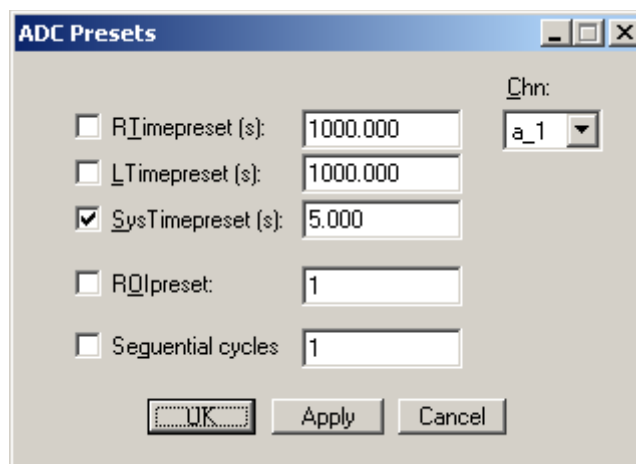 ADC Presets
Chn:
RTimepreset (s): 1000.000 a_1
LTimepreset (s): 1000.000
SysTimepreset (s): 5.000
ROIpreset: 1
Seguential cycles 1
OK Apply Cancel